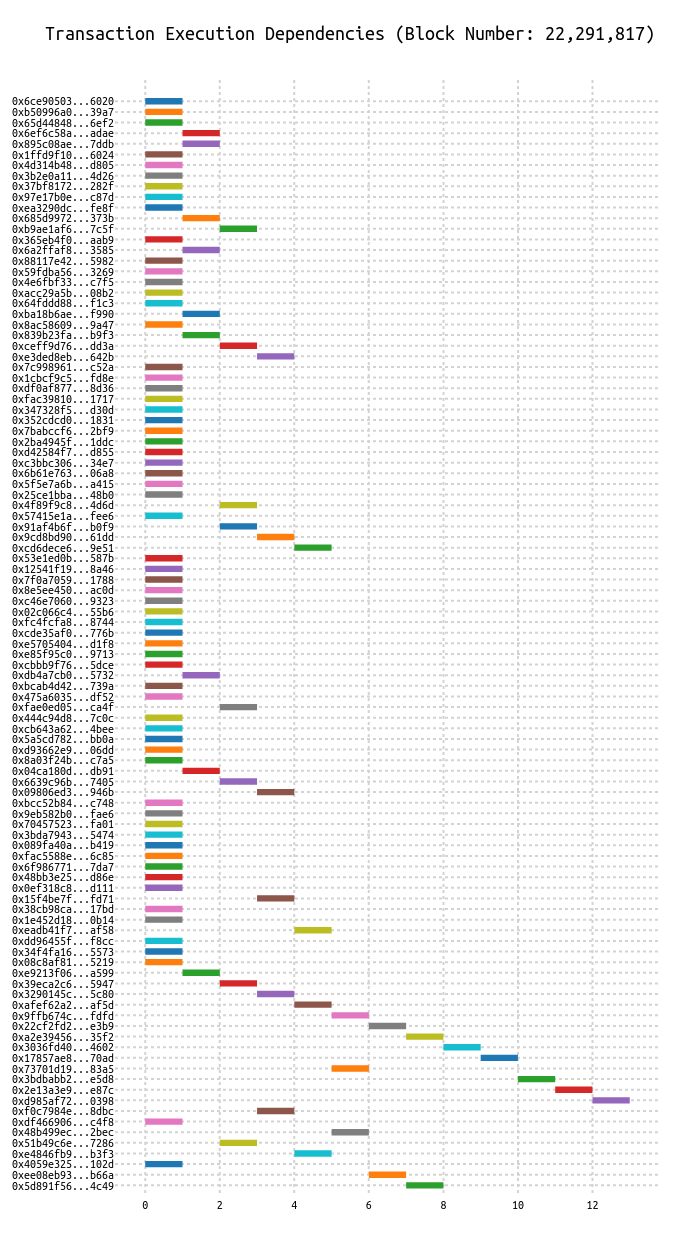 Transaction Execution Dependencies (Block Number: 22,291,817)
0x6ce90503...6020
0xb50996a0...39a7
0x65d44848...6ef2
0x6ef6c58a...adae
0x895c08ae...7ddb
0x1ffd9f10...6024
0x4d314b48...d805
0x3b2e0a11...4d26
0x37bf8172...282f
0x97e17b0e...c87d
0xea3290dc...fe8f
0x685d9972...373b
0xb9ae1af6...7c5f
0x365eb4f0...aab9
0x6a2ffaf8...3585
0x88117e42...5982
0x59fdba56...3269
0x4e6fbf33...c7f5
0xacc29a5b...08b2
0x64fddd88...f1c3
0xba18b6ae...f990
0x8ac58609...9a47
0x839b23fa...b9f3
0xceff9d76...dd3a
0xe3ded8eb...642b
0x7c998961...c52a
0x1cbcf9c5...fd8e
0xdf0af877...8d36
0xfac39810...1717
0x347328f5...d30d
0x352cdcd0...1831
0x7babccf6...2bf9
0x2ba4945f...1ddc
0xd42584f7...d855
0xc3bbc306...34e7
0x6b61e763...06a8
0x5f5e7a6b...a415
0x25ce1bba...48b0
0x4f89f9c8...4d6d
0x57415e1a...fee6
0x91af4b6f...b0f9
0x9cd8bd90...61dd
0xcd6dece6...9e51
0x53e1ed0b...587b
0x12541f19...8a46
0x7f0a7059...1788
0x8e5ee450...ac0d
0xc46e7060...9323
0x02c066c4...55b6
0xfc4fcfa8...8744
0xcde35af0...776b
0xe5705404...d1f8
0xe85f95c0...9713
0xcbbb9f76...5dce
0xdb4a7cb0...5732
0xbcab4d42...739a
0x475a6035...df52
0xfae0ed05...ca4f
0x444c94d8...7c0c
0xcb643a62...4bee
0x5a5cd782...bb0a
0xd93662e9...06dd
0x8a03f24b...c7a5
0x04ca180d...db91
0x6639c96b...7405
0x09806ed3...946b
0xbcc52b84...c748
0x9eb582b0...fae6
0x70457523...fa01
0x3bda7943...5474
0x089fa40a...b419
0xfac5588e...6c85
0x6f986771...7da7
0x48bb3e25...d86e
0x0ef318c8...d111
0x15f4be7f...fd71
0x38cb98ca...17bd
0x1e452d18...0b14
0xeadb41f7...af58
0xdd96455f...f8cc
0x34f4fa16...5573
0x08c8af81...5219
0xe9213f06...a599
0x39eca2c6...5947
0x3290145c...5c80
0xafef62a2...af5d
0x9ffb674c...fdfd
0x22cf2fd2...e3b9
0xa2e39456...35f2
0x3036fd40...4602
0x17857ae8...70ad
0x73701d19...83a5
0x3bdbabb2...e5d8
0x2e13a3e9...e87c
0xd985af72...0398
0xf0c7984e...8dbc
0xdf466906...c4f8
0x48b499ec...2bec
0x51b49c6e...7286
0xe4846fb9...b3f3
0x4059e325...102d
0xee08eb93...b66a
0x5d891f56...4c49
0 2 4 6 8 10 12